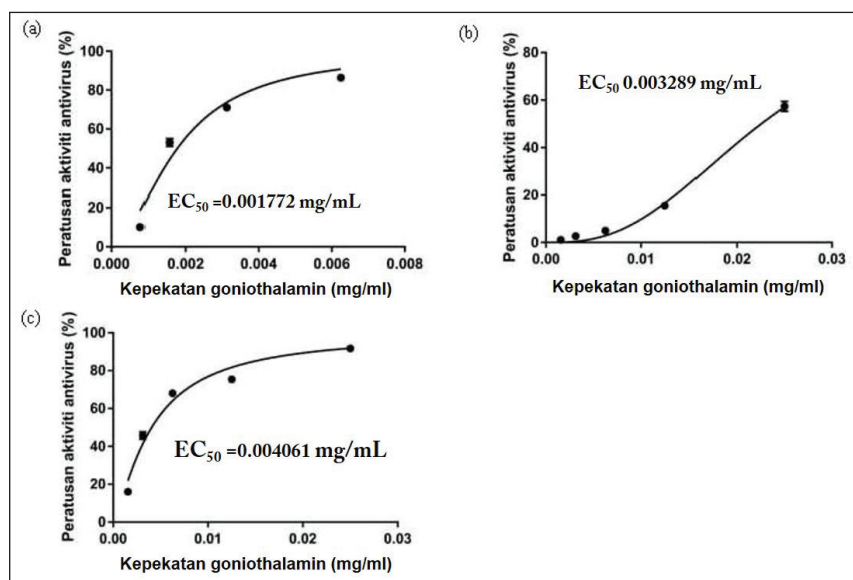 (a)
Peratusan aktiviti antivirus (%)
100
80
60
40
20
0
EC₅₀ =0.001772 mg/mL
0.000 0.002 0.004 0.006 0.008
Kepekatan goniothalamin (mg/ml)
(b)
Peratusan aktiviti antivirus (%)
80
60
40
20
0
EC₅₀ 0.003289 mg/mL
0.00 0.01 0.02 0.03
Kepekatan goniothalamin (mg/ml)
(c)
Peratusan aktiviti antivirus (%)
100
80
60
40
20
0
EC₅₀ =0.004061 mg/mL
0.00 0.01 0.02 0.03
Kepekatan goniothalamin (mg/ml)